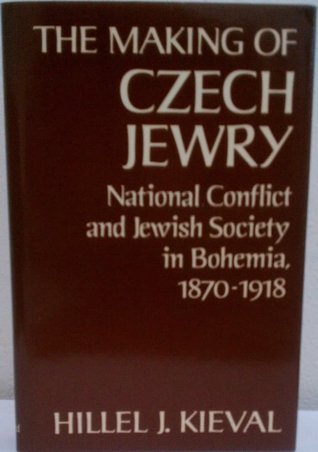 THE MAKING OF
CZECH
JEWRY
National Conflict
and Jewish Society
in Bohemia,
1870-1918
HILLEL J. KIEVAL